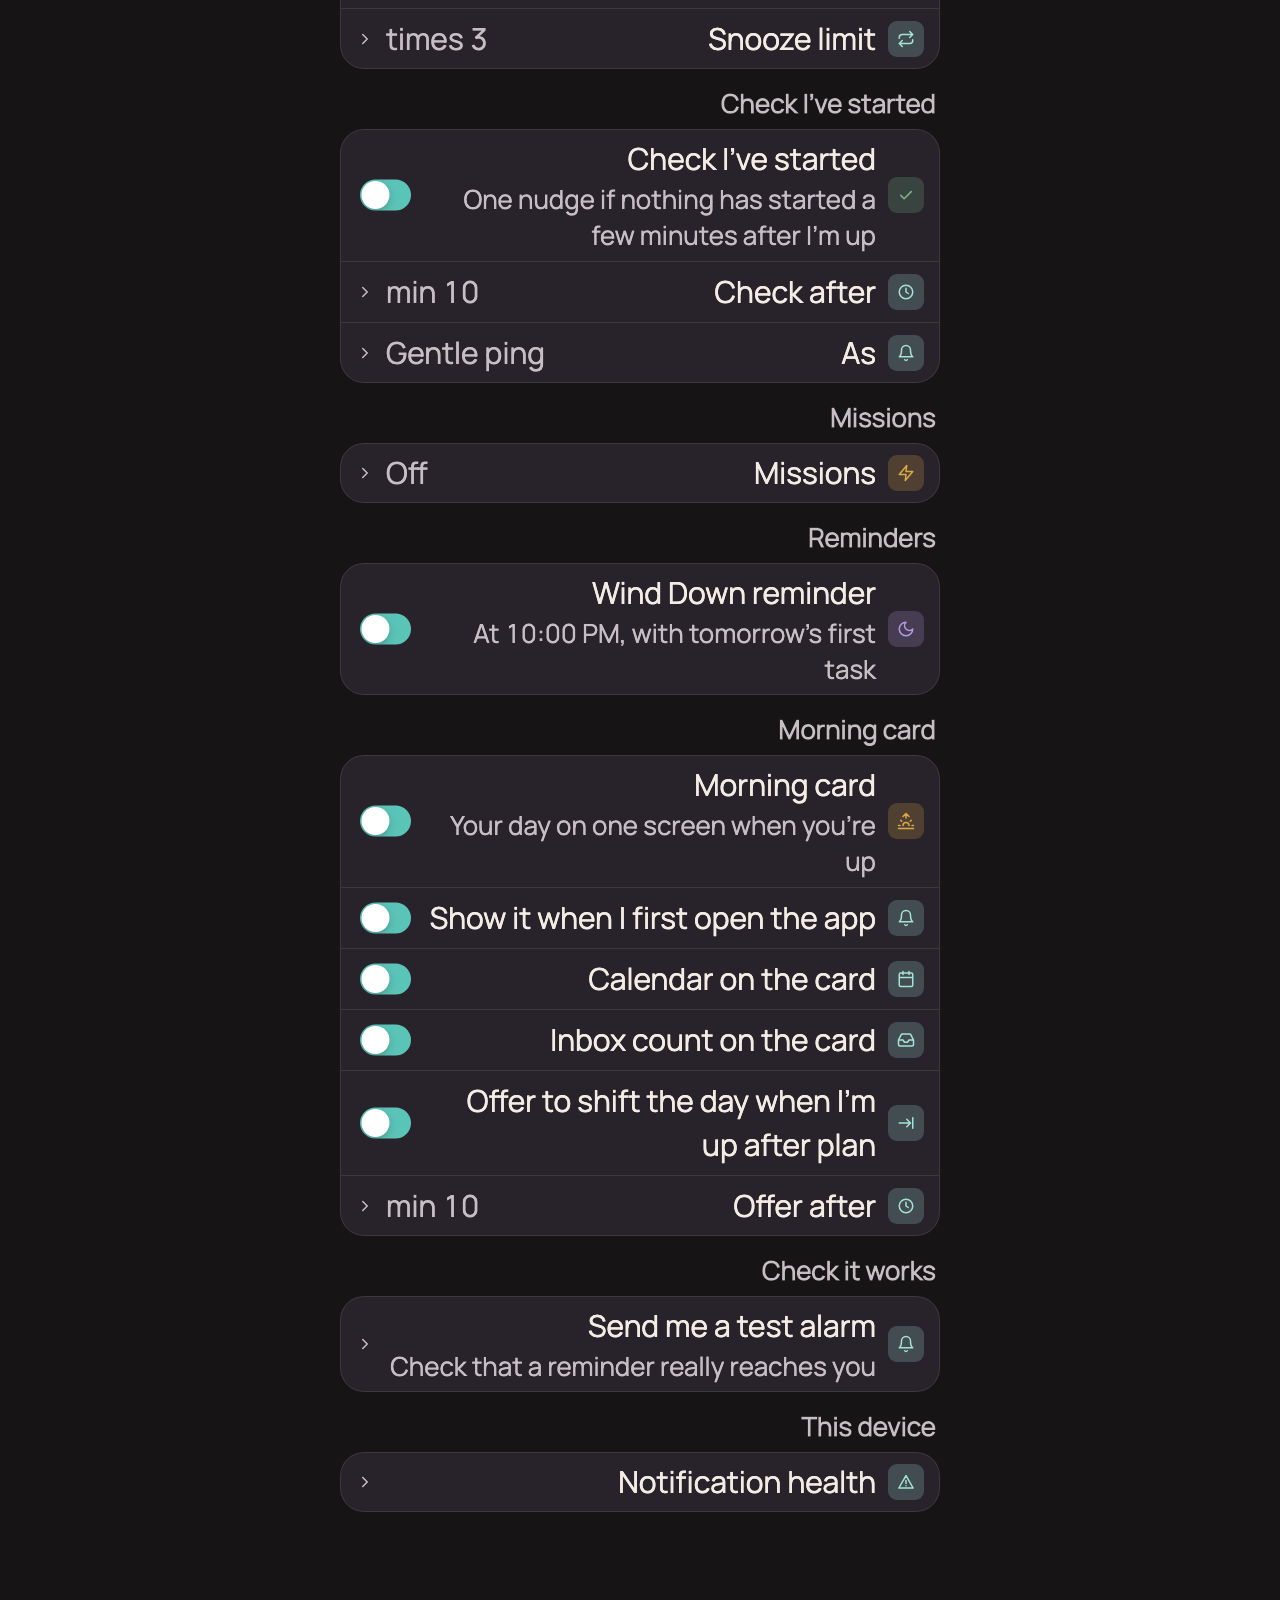 Snooze limit
times 3
Check I've started
Check I've started
One nudge if nothing has started a
few minutes after I'm up
Check after
min 10
As
Gentle ping
Missions
Missions
Off
Reminders
Wind Down reminder
At 10:00 PM, with tomorrow's first
task
Morning card
Morning card
Your day on one screen when you're
up
Show it when I first open the app
Calendar on the card
Inbox count on the card
Offer to shift the day when I'm
up after plan
Offer after
min 10
Check it works
Send me a test alarm
Check that a reminder really reaches you
This device
Notification health